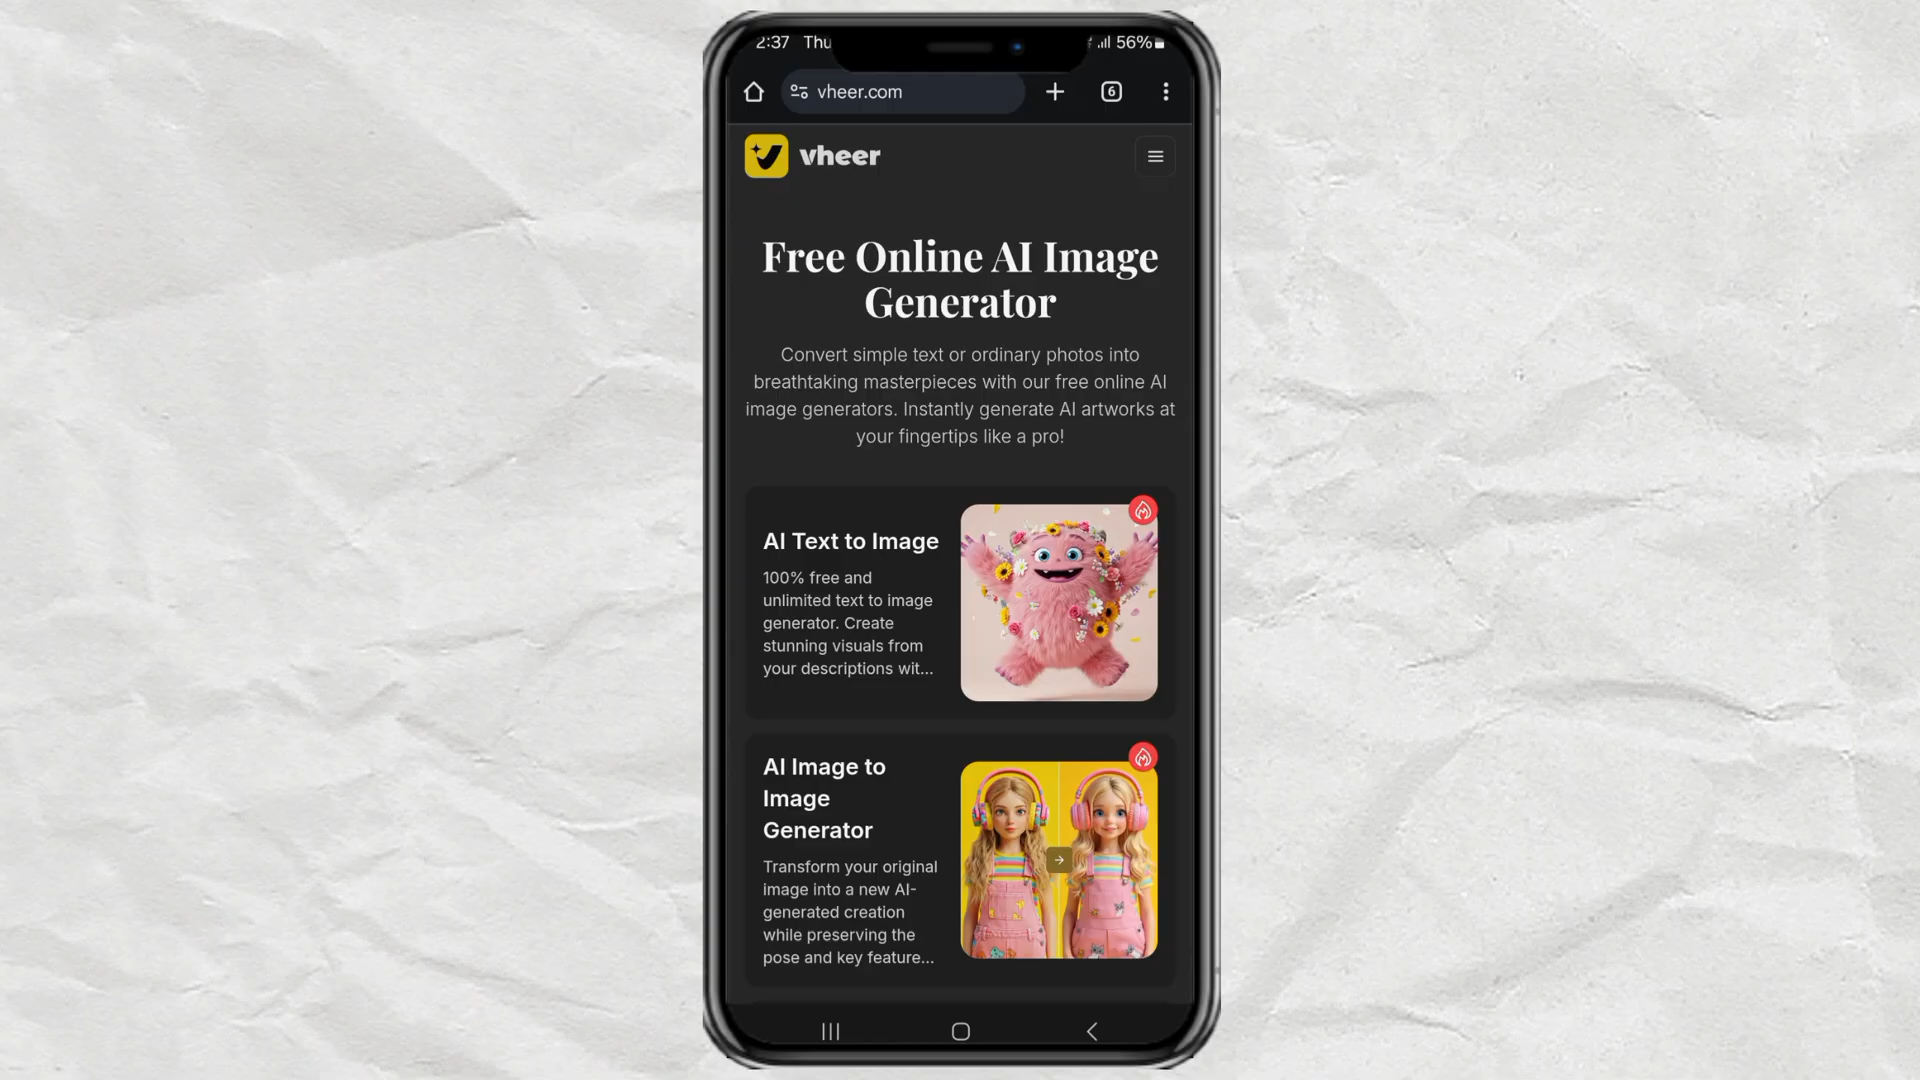 2:37 Thu 56%
vheer.com 6
vheer
Free Online AI Image
Generator
Convert simple text or ordinary photos into
breathtaking masterpieces with our free online AI
image generators. Instantly generate AI artworks at
your fingertips like a pro!
AI Text to Image
100% free and
unlimited text to image
generator. Create
stunning visuals from
your descriptions wit...
AI Image to
Image
Generator
Transform your original
image into a new AI-
generated creation
while preserving the
pose and key feature...